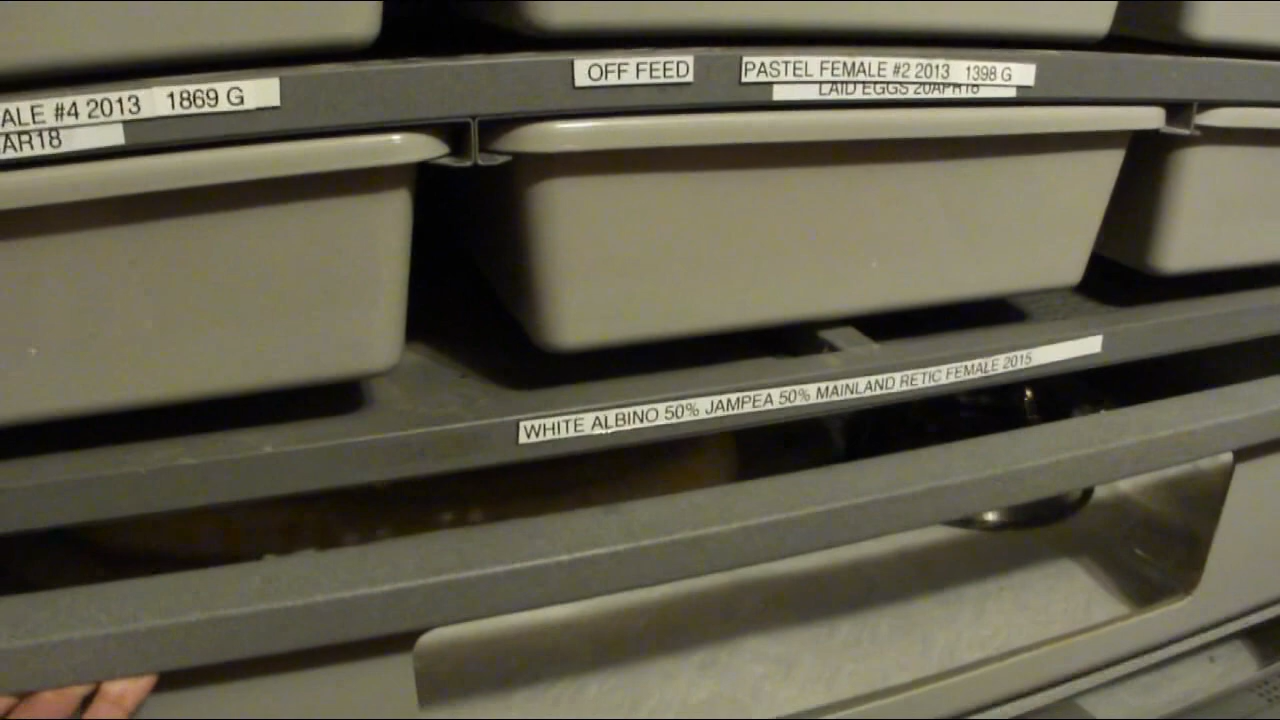 ALE #4 2013 1869 G
AR18
OFF FEED
PASTEL FEMALE #2 2013 1398 G
LAID EGGS 20APR18
WHITE ALBINO 50% JAMPEA 50% MAINLAND RETIC FEMALE 2015